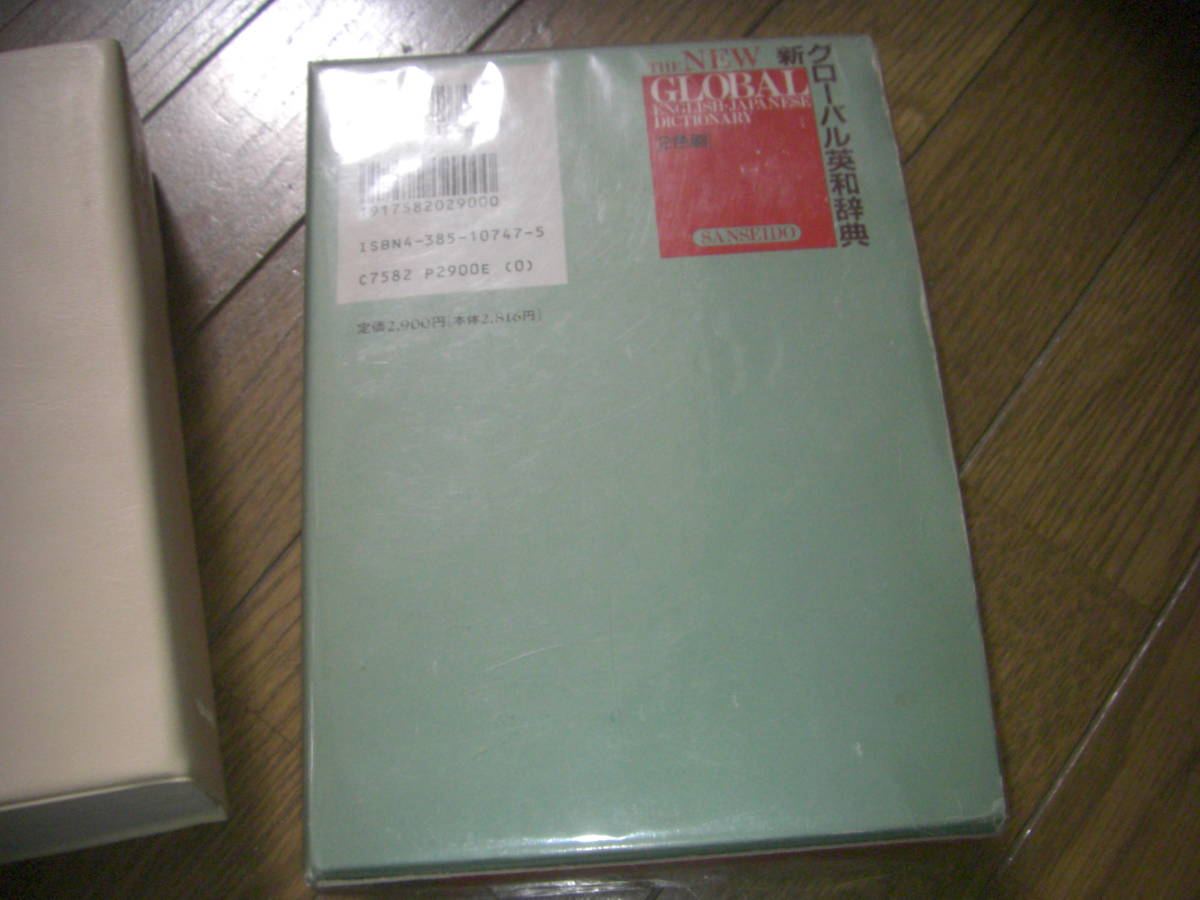 THE NEW
GLOBAL
ENGLISH-JAPANESE
DICTIONARY
2色刷
SANSEIDO
新グローバル英和辞典
1917582029000
ISBN4-385-10747-5
C7582 P2900E (0)
定価2,900円[本体2,816円]